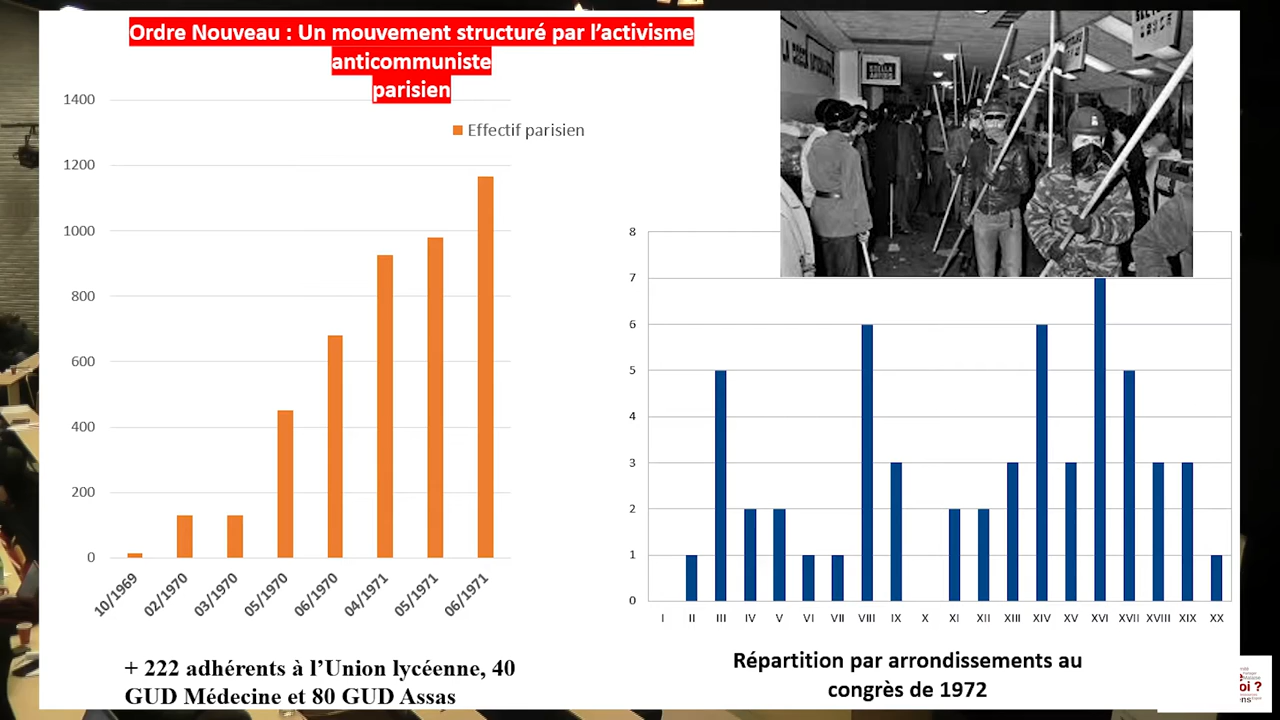 Ordre Nouveau : Un mouvement structuré par l'activisme
anticommuniste
parisien
1400
1200
1000
800
600
400
200
0
Effectif parisien
10/1969
02/1970
03/1970
05/1970
06/1970
04/1971
05/1971
06/1971
+ 222 adhérents à l'Union lycéenne, 40
GUD Médecine et 80 GUD Assas
STELLA
ARTOIS
8
7
6
5
4
3
2
1
0
I II III IV V VI VII VIII IX X XI XII XIII XIV XV XVI XVII XVIII XIX XX
Répartition par arrondissements au
congrès de 1972
oi ?
ens